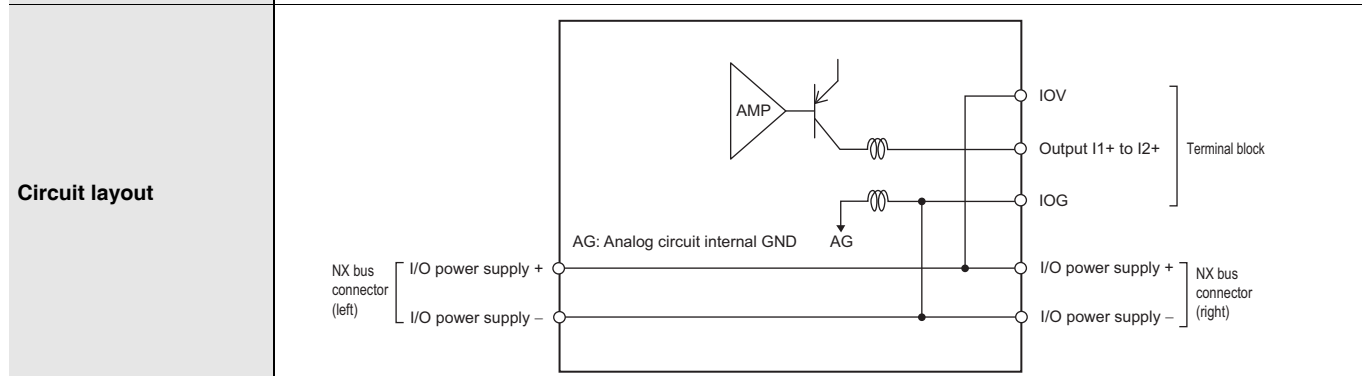 Circuit layout
AMP
IOV
Output I1+ to I2+
Terminal block
IOG
AG: Analog circuit internal GND
AG
NX bus
connector
(left)
I/O power supply +
I/O power supply –
I/O power supply +
I/O power supply –
NX bus
connector
(right)